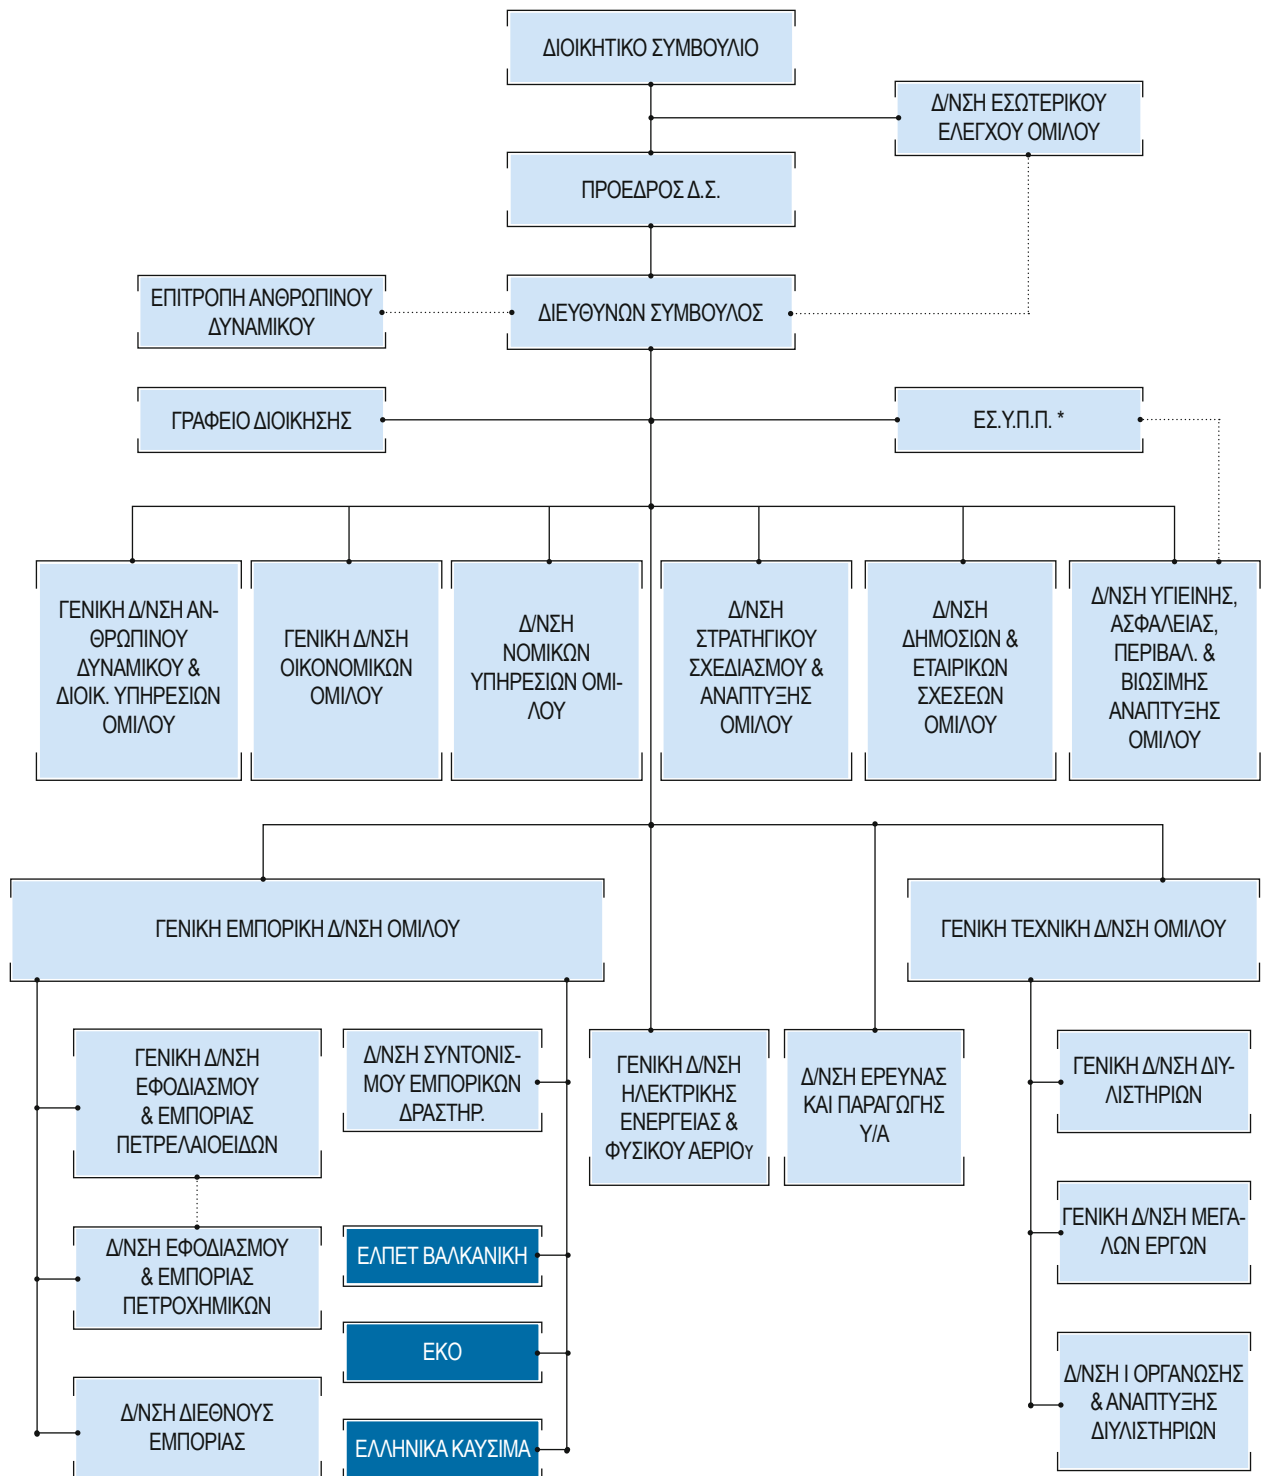 ΔΙΟΙΚΗΤΙΚΟ ΣΥΜΒΟΥΛΙΟ
Δ/ΝΣΗ ΕΣΩΤΕΡΙΚΟΥ
ΕΛΕΓΧΟΥ ΟΜΙΛΟΥ
ΠΡΟΕΔΡΟΣ Δ.Σ.
ΕΠΙΤΡΟΠΗ ΑΝΘΡΩΠΙΝΟΥ
ΔΥΝΑΜΙΚΟΥ
ΔΙΕΥΘΥΝΩΝ ΣΥΜΒΟΥΛΟΣ
ΓΡΑΦΕΙΟ ΔΙΟΙΚΗΣΗΣ
ΕΣ.Υ.Π.Π. *
ΓΕΝΙΚΗ Δ/ΝΣΗ ΑΝ-
ΘΡΩΠΙΝΟΥ
ΔΥΝΑΜΙΚΟΥ &
ΔΙΟΙΚ. ΥΠΗΡΕΣΙΩΝ
ΟΜΙΛΟΥ
ΓΕΝΙΚΗ Δ/ΝΣΗ
ΟΙΚΟΝΟΜΙΚΩΝ
ΟΜΙΛΟΥ
Δ/ΝΣΗ
ΝΟΜΙΚΩΝ
ΥΠΗΡΕΣΙΩΝ ΟΜΙ-
ΛΟΥ
Δ/ΝΣΗ
ΣΤΡΑΤΗΓΙΚΟΥ
ΣΧΕΔΙΑΣΜΟΥ &
ΑΝΑΠΤΥΞΗΣ
ΟΜΙΛΟΥ
Δ/ΝΣΗ
ΔΗΜΟΣΙΩΝ &
ΕΤΑΙΡΙΚΩΝ
ΣΧΕΣΕΩΝ
ΟΜΙΛΟΥ
Δ/ΝΣΗ ΥΓΙΕΙΝΗΣ,
ΑΣΦΑΛΕΙΑΣ,
ΠΕΡΙΒΑΛ. &
ΒΙΩΣΙΜΗΣ
ΑΝΑΠΤΥΞΗΣ
ΟΜΙΛΟΥ
ΓΕΝΙΚΗ ΕΜΠΟΡΙΚΗ Δ/ΝΣΗ ΟΜΙΛΟΥ
ΓΕΝΙΚΗ ΤΕΧΝΙΚΗ Δ/ΝΣΗ ΟΜΙΛΟΥ
ΓΕΝΙΚΗ Δ/ΝΣΗ
ΕΦΟΔΙΑΣΜΟΥ
& ΕΜΠΟΡΙΑΣ
ΠΕΤΡΕΛΑΙΟΕΙΔΩΝ
Δ/ΝΣΗ ΣΥΝΤΟΝΙΣ-
ΜΟΥ ΕΜΠΟΡΙΚΩΝ
ΔΡΑΣΤΗΡ.
ΓΕΝΙΚΗ Δ/ΝΣΗ
ΗΛΕΚΤΡΙΚΗΣ
ΕΝΕΡΓΕΙΑΣ &
ΦΥΣΙΚΟΥ ΑΕΡΙΟΥ
Δ/ΝΣΗ ΕΡΕΥΝΑΣ
ΚΑΙ ΠΑΡΑΓΩΓΗΣ
Υ/Α
ΓΕΝΙΚΗ Δ/ΝΣΗ ΔΙΥ-
ΛΙΣΤΗΡΙΩΝ
Δ/ΝΣΗ ΕΦΟΔΙΑΣΜΟΥ
& ΕΜΠΟΡΙΑΣ
ΠΕΤΡΟΧΗΜΙΚΩΝ
ΕΛΠΕΤ ΒΑΛΚΑΝΙΚΗ
ΓΕΝΙΚΗ Δ/ΝΣΗ ΜΕΓΑ-
ΛΩΝ ΕΡΓΩΝ
ΕΚΟ
Δ/ΝΣΗ ΔΙΕΘΝΟΥΣ
ΕΜΠΟΡΙΑΣ
ΕΛΛΗΝΙΚΑ ΚΑΥΣΙΜΑ
Δ/ΝΣΗ Ι ΟΡΓΑΝΩΣΗΣ
& ΑΝΑΠΤΥΞΗΣ
ΔΙΥΛΙΣΤΗΡΙΩΝ